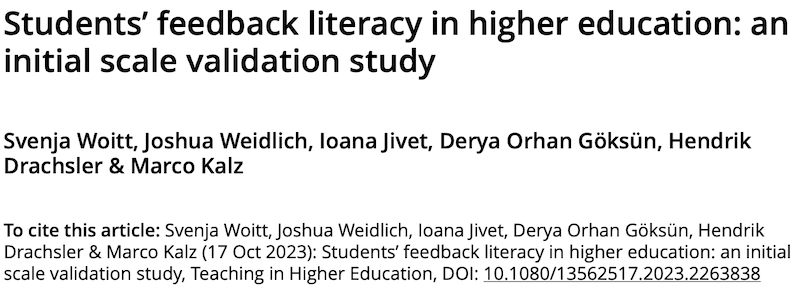 Students’ feedback literacy in higher education: an
initial scale validation study
Svenja Woitt, Joshua Weidlich, Ioana Jivet, Derya Orhan Göksün, Hendrik
Drachsler & Marco Kalz
To cite this article: Svenja Woitt, Joshua Weidlich, Ioana Jivet, Derya Orhan Göksün, Hendrik
Drachsler & Marco Kalz (17 Oct 2023): Students’ feedback literacy in higher education: an initial
scale validation study, Teaching in Higher Education, DOI: 10.1080/13562517.2023.2263838